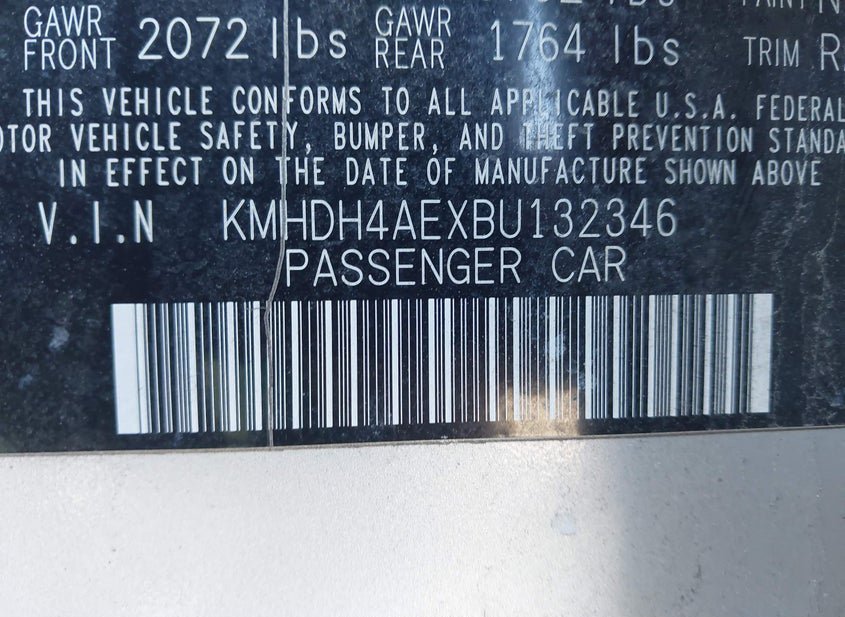 GAWR FRONT 2072 lbs GAWR REAR 1764 lbs TRIM
THIS VEHICLE CONFORMS TO ALL APPLICABLE U.S.A. FEDERAL
VEHICLE SAFETY, BUMPER, AND THEFT PREVENTION
IN EFFECT ON THE DATE OF MANUFACTURE SHOWN ABOVE
V.I.N KMHDH4AEXBU132346
PASSENGER CAR